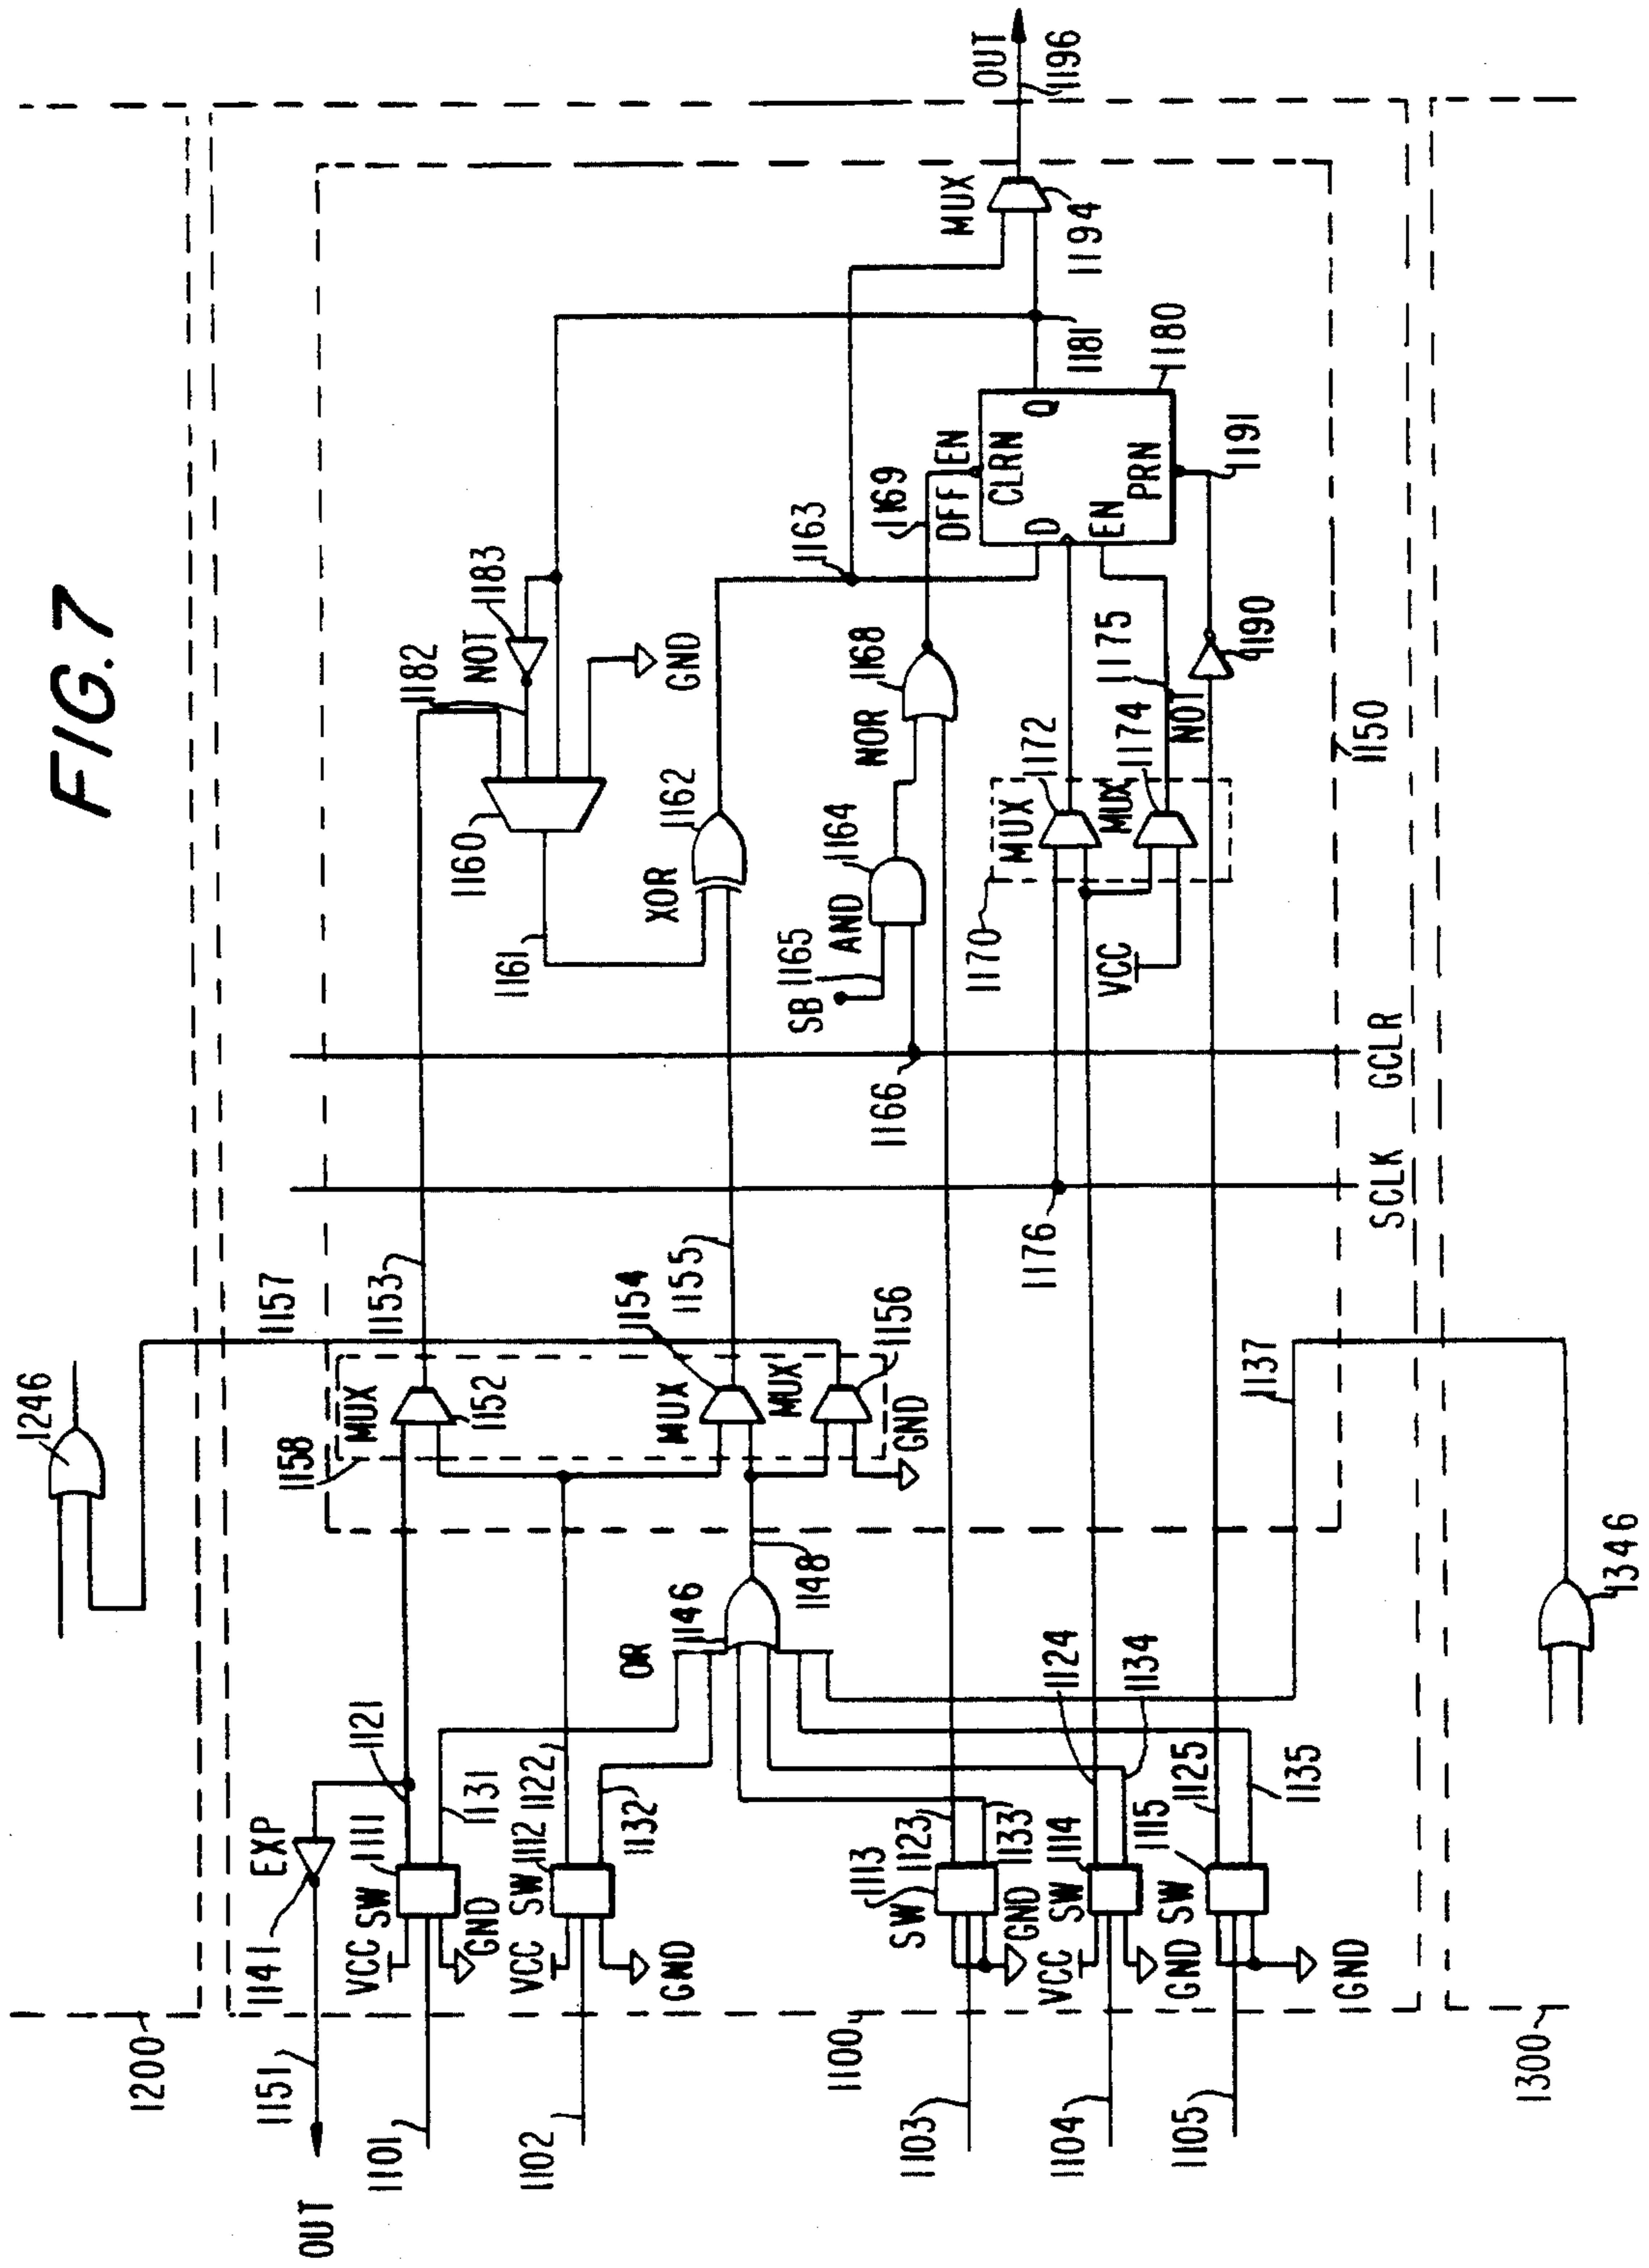 FIG. 7
1200
1246
1157
1151
OUT
1141
EXP
1121
1101
VCC
SW
1111
GND
1131
1102
VCC
SW
1112
1122
GND
1132
OR
1146
1148
1158
MUX
1152
1153
MUX
1154
1155
MUX
1156
GND
1160
1161
1182
NOT
1183
GND
XOR
1162
1163
SB
1165
AND
1164
1166
NOR
1168
1169
DFF
EN
CLRN
D
Q
EN
PRN
1180
1181
1191
MUX
1194
OUT
1196
1170
MUX
1172
MUX
1174
VCC
1175
NOT
1190
1150
1176
SCLK
GCLR
1100
1103
SW
1113
1123
1133
GND
1104
VCC
SW
1114
1124
1134
GND
1105
SW
1115
1125
1135
GND
1137
1300
1346